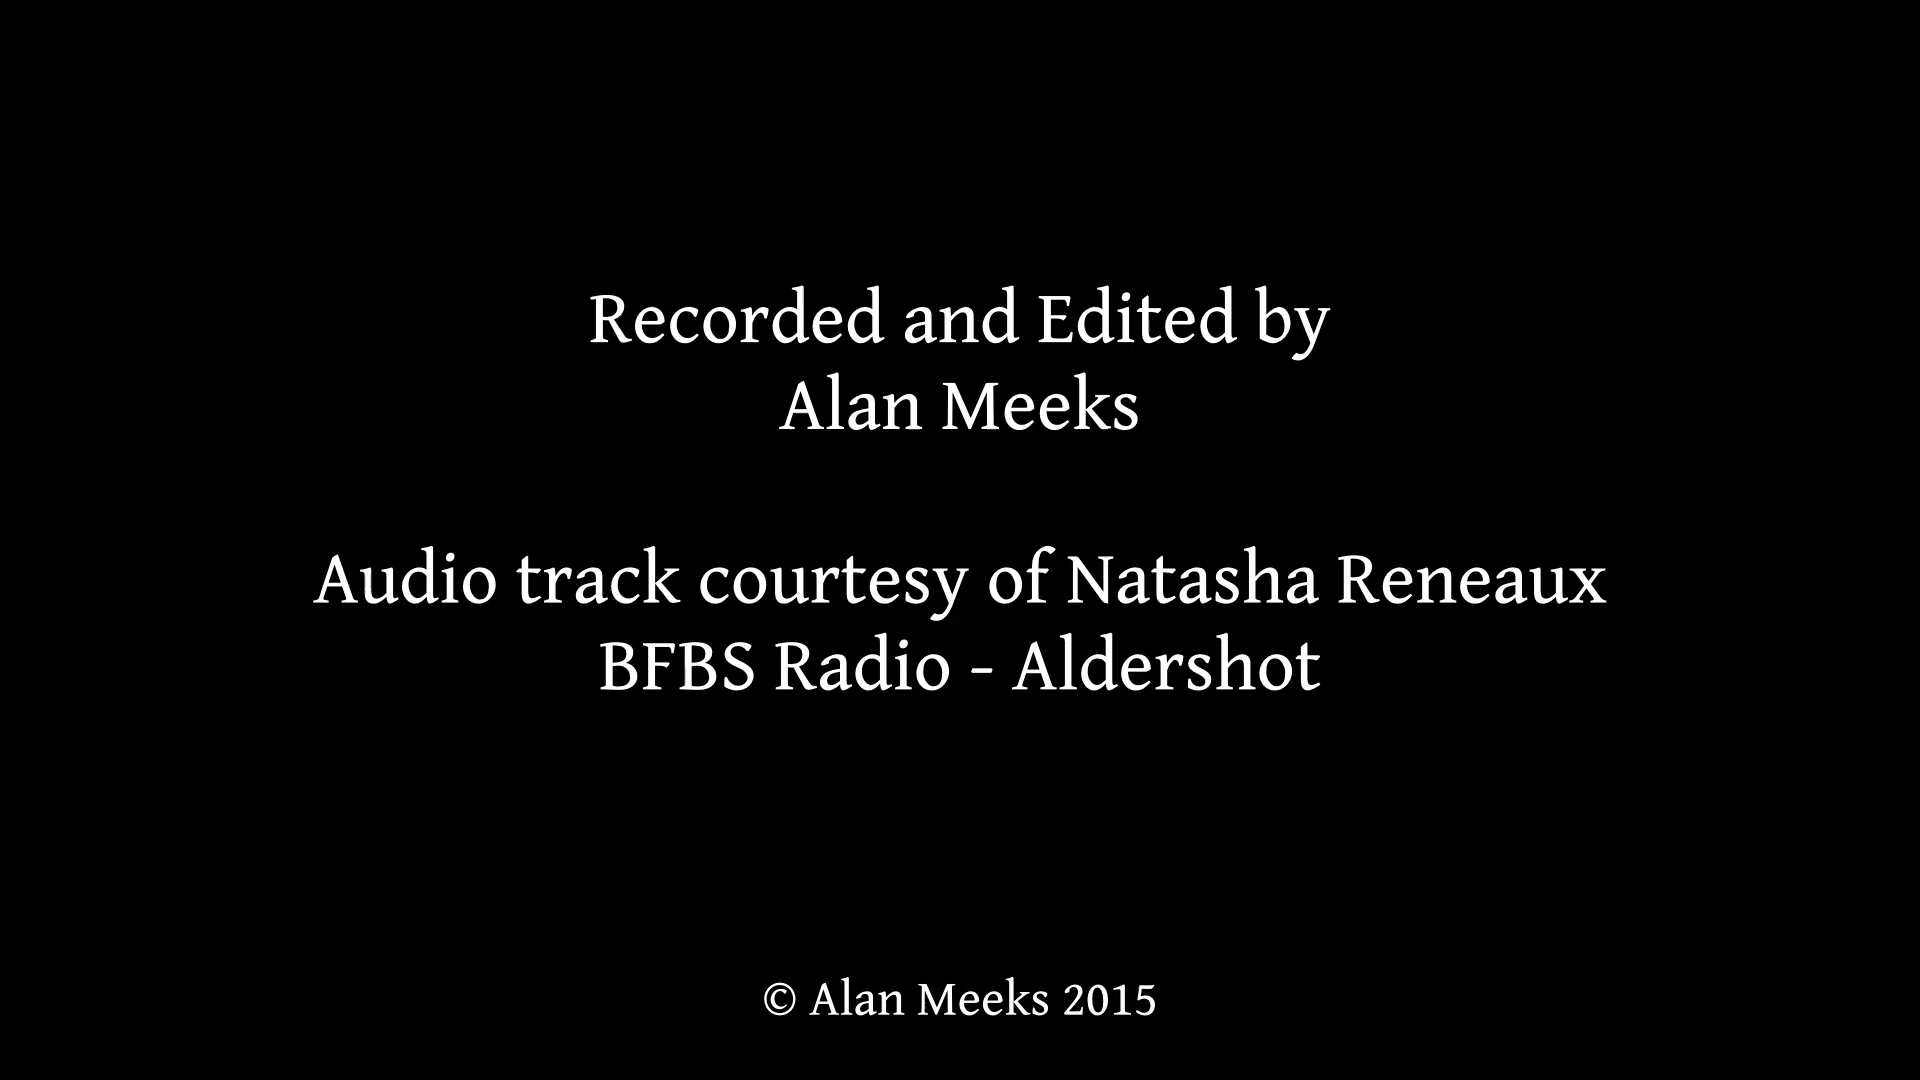 Recorded and Edited by
Alan Meeks
Audio track courtesy of Natasha Reneaux
BFBS Radio - Aldershot
© Alan Meeks 2015